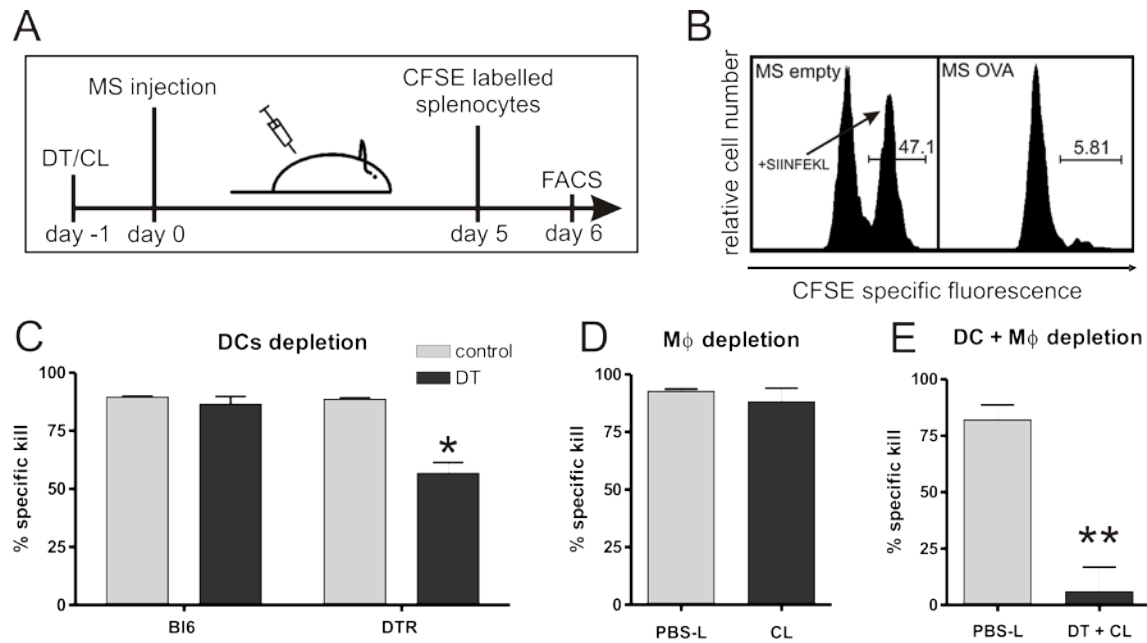 A
MS injection
CFSE labelled
splenocytes
DT/CL
FACS
day -1
day 0
day 5
day 6
B
relative cell number
MS empty
MS OVA
47.1
5.81
+SIINFEKL
CFSE specific fluorescence
C
DCs depletion
control
DT
% specific kill
100
75
50
25
0
*
BI6
DTR
D
Mϕ depletion
% specific kill
100
75
50
25
0
PBS-L
CL
E
DC + Mϕ depletion
% specific kill
100
75
50
25
0
**
PBS-L
DT + CL